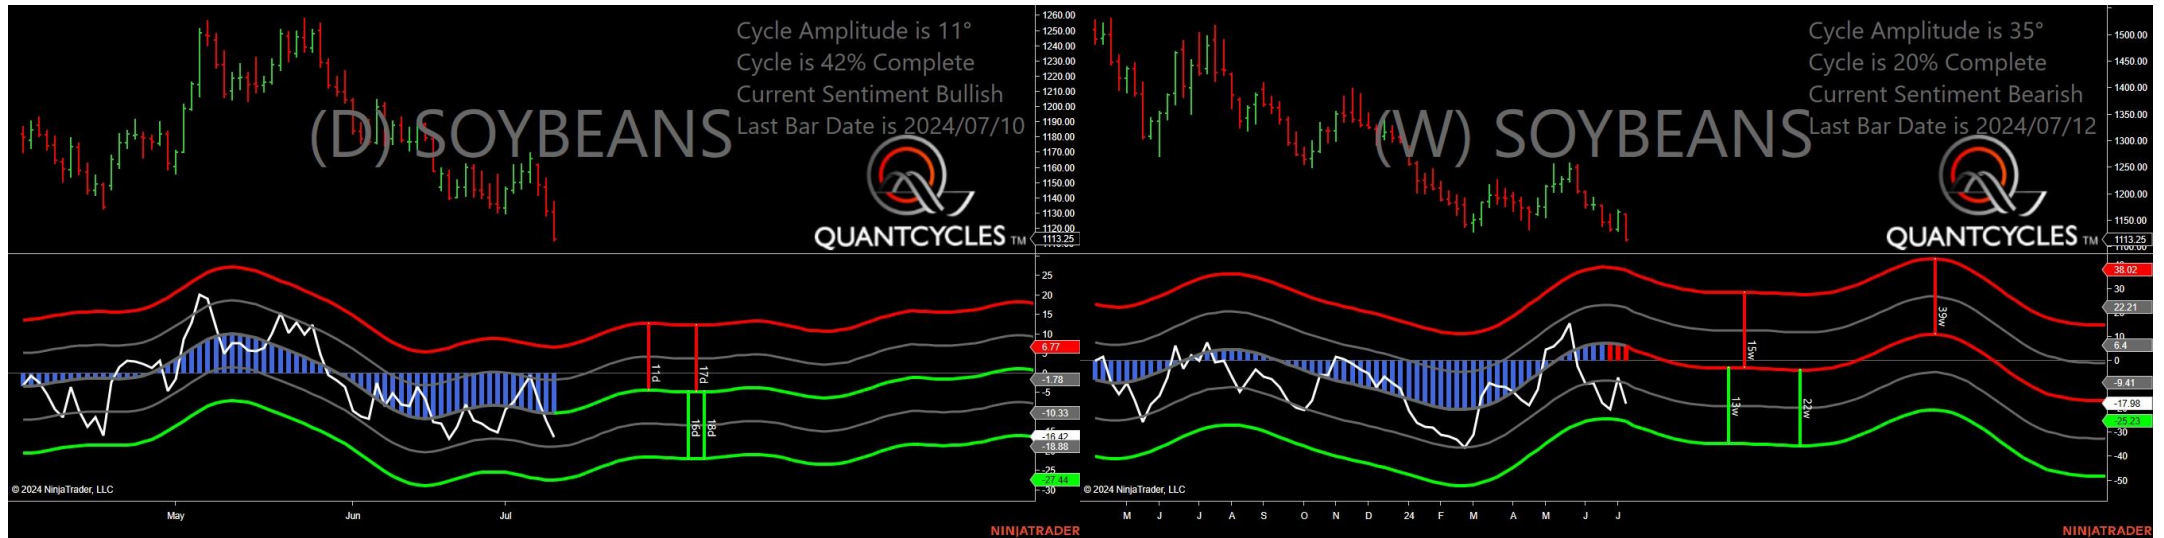 Cycle Amplitude is 11°
Cycle is 42% Complete
Current Sentiment Bullish
Last Bar Date is 2024/07/10
(D) SOYBEANS
QUANTCYCLES TM
1260.00
1250.00
1240.00
1230.00
1220.00
1210.00
1200.00
1190.00
1180.00
1170.00
1160.00
1150.00
1140.00
1130.00
1120.00
1113.25
25
20
15
10
6.77
0
-1.78
-5
-10.33
-16.42
-18.88
-25
-27.44
-30
11d
17d
16d
18d
© 2024 NinjaTrader, LLC
May
Jun
Jul
NINJATRADER
Cycle Amplitude is 35°
Cycle is 20% Complete
Current Sentiment Bearish
Last Bar Date is 2024/07/12
(W) SOYBEANS
QUANTCYCLES TM
1500.00
1450.00
1400.00
1350.00
1300.00
1250.00
1200.00
1150.00
1113.25
38.02
30
22.21
10
6.4
0
-9.41
-17.98
-25.23
-30
-40
-50
15w
39w
13w
22w
© 2024 NinjaTrader, LLC
M
J
J
A
S
O
N
D
24
F
M
A
M
J
J
NINJATRADER